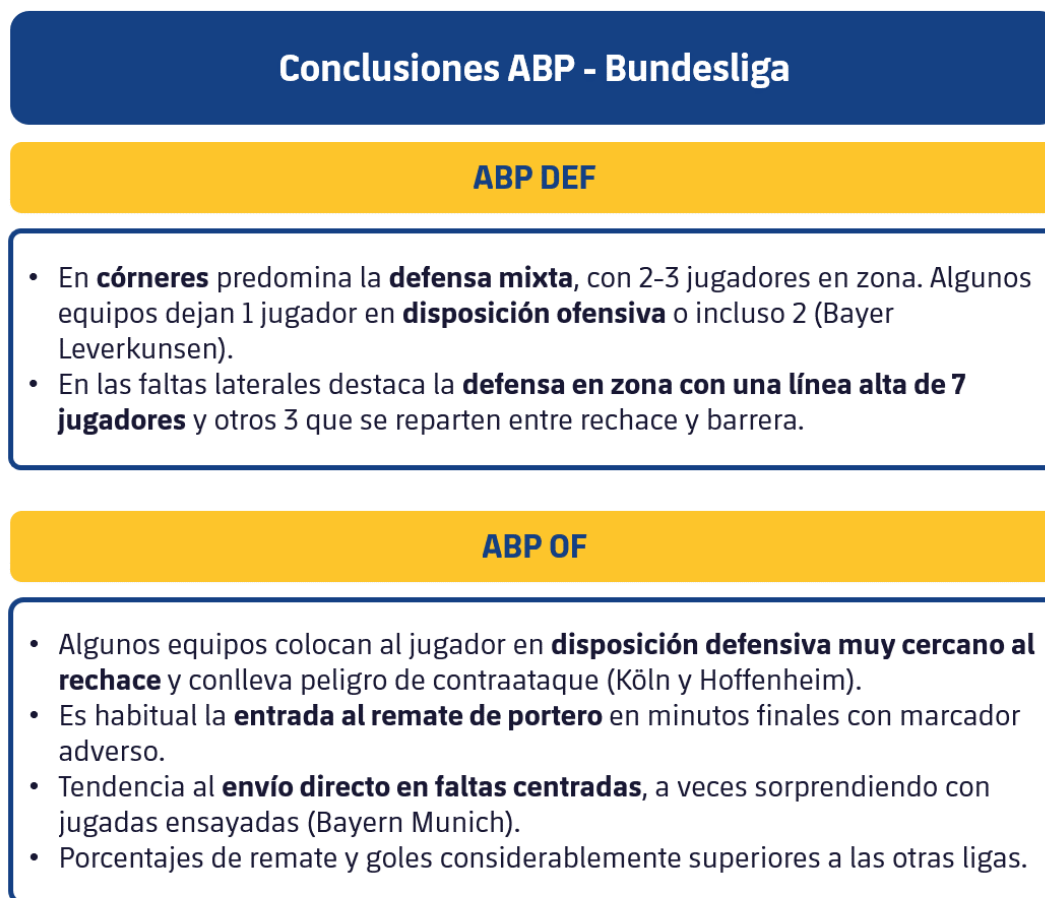 Conclusiones ABP - Bundesliga
ABP DEF
• En córneres predomina la defensa mixta, con 2-3 jugadores en zona. Algunos
equipos dejan 1 jugador en disposición ofensiva o incluso 2 (Bayer
Leverkunsen).
• En las faltas laterales destaca la defensa en zona con una línea alta de 7
jugadores y otros 3 que se reparten entre rechace y barrera.
ABP OF
• Algunos equipos colocan al jugador en disposición defensiva muy cercano al
rechace y conlleva peligro de contraataque (Köln y Hoffenheim).
• Es habitual la entrada al remate de portero en minutos finales con marcador
adverso.
• Tendencia al envío directo en faltas centradas, a veces sorprendiendo con
jugadas ensayadas (Bayern Munich).
• Porcentajes de remate y goles considerablemente superiores a las otras ligas.